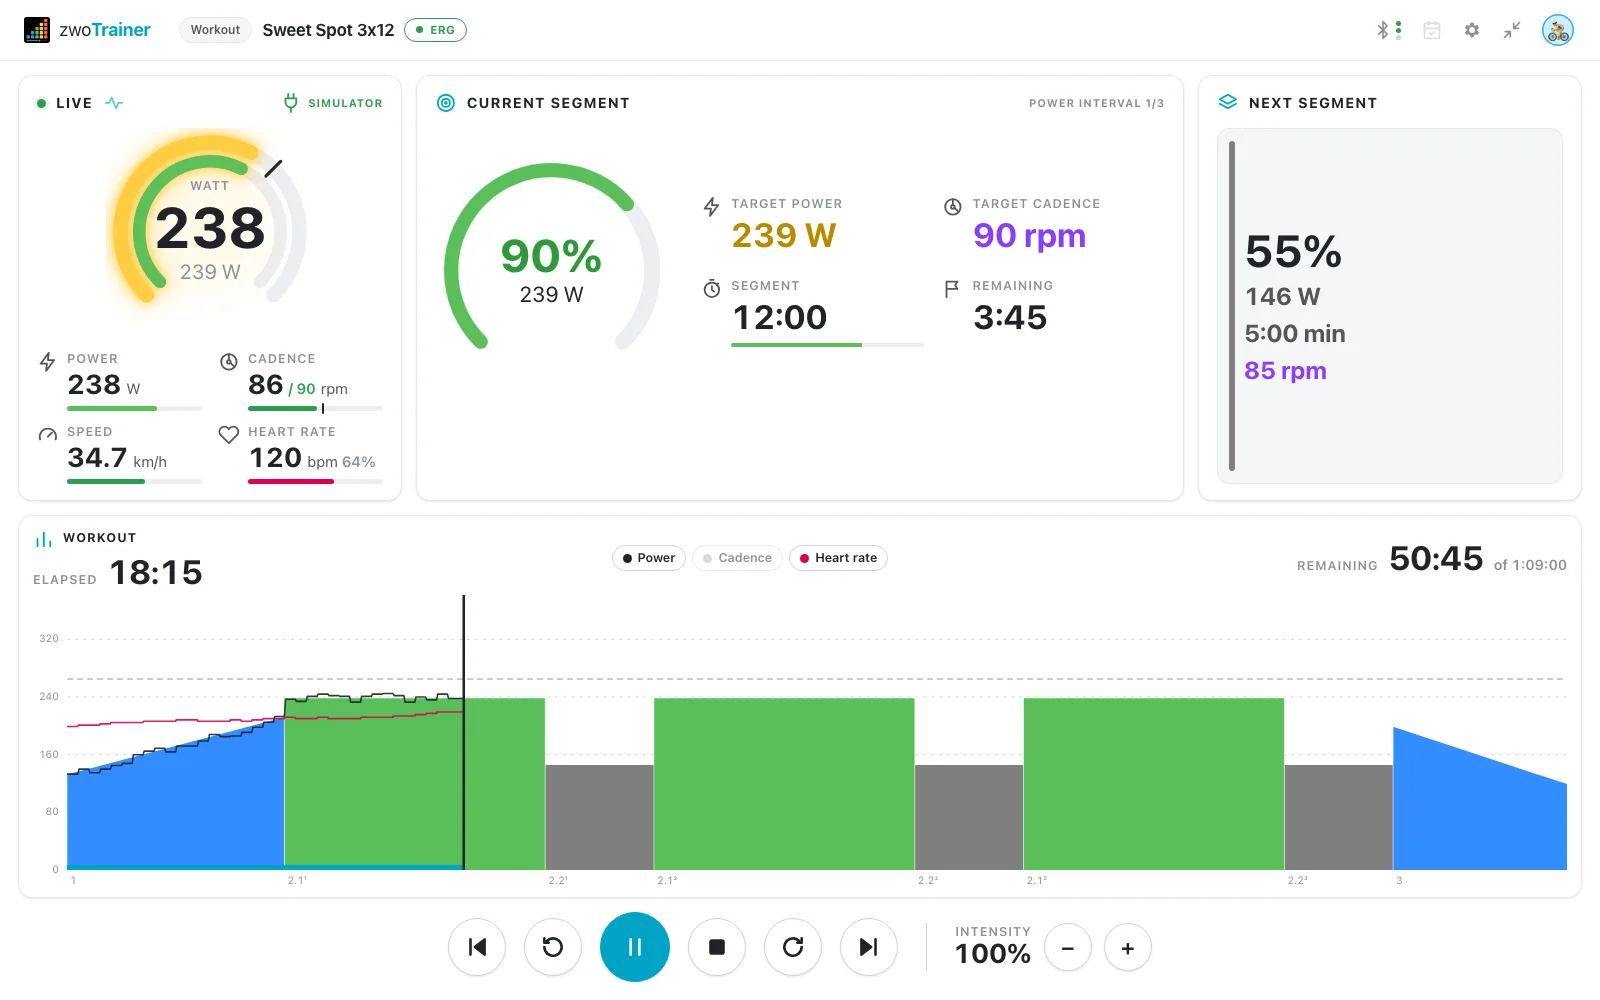 zwoTrainer Workout Sweet Spot 3x12 ERG
LIVE SIMULATOR
WATT
238
239 W
POWER
238 W
CADENCE
86 / 90 rpm
SPEED
34.7 km/h
HEART RATE
120 bpm 64%
CURRENT SEGMENT POWER INTERVAL 1/3
90%
239 W
TARGET POWER
239 W
TARGET CADENCE
90 rpm
SEGMENT
12:00
REMAINING
3:45
NEXT SEGMENT
55%
146 W
5:00 min
85 rpm
WORKOUT
ELAPSED 18:15
Power Cadence Heart rate
REMAINING 50:45 of 1:09:00
320
240
160
80
0
1 2.1¹ 2.2¹ 2.1² 2.2² 2.1³ 2.2³ 3
INTENSITY
100%